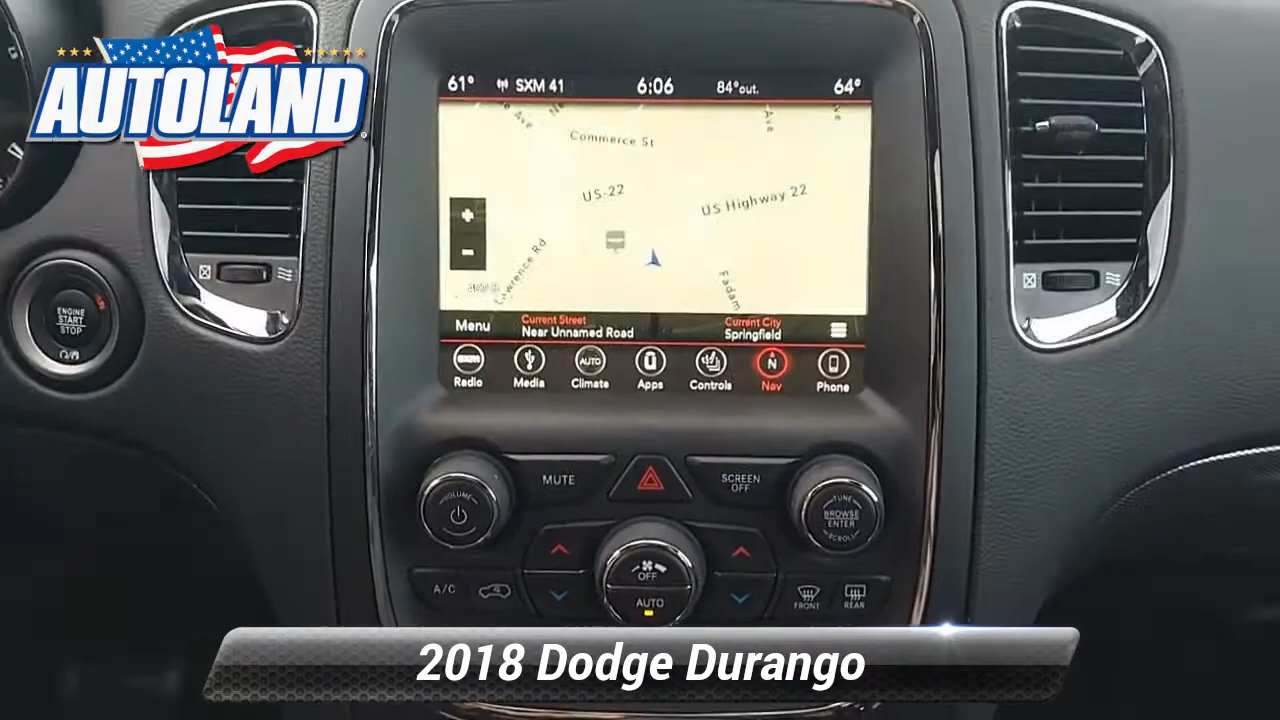 AUTOLAND
61° SXM 41 6:06 84°out. 64°
Commerce St
US-22
US Highway 22
Lawrence Rd
Fadam
Ave
+
-
Menu
Current Street
Near Unnamed Road
Current City
Springfield
Radio Media Climate Apps Controls Nav Phone
AUTO
N
ENGINE
START
STOP
VOLUME
MUTE
SCREEN
OFF
TUNE
BROWSE
ENTER
SCROLL
A/C
OFF
AUTO
FRONT
REAR
2018 Dodge Durango